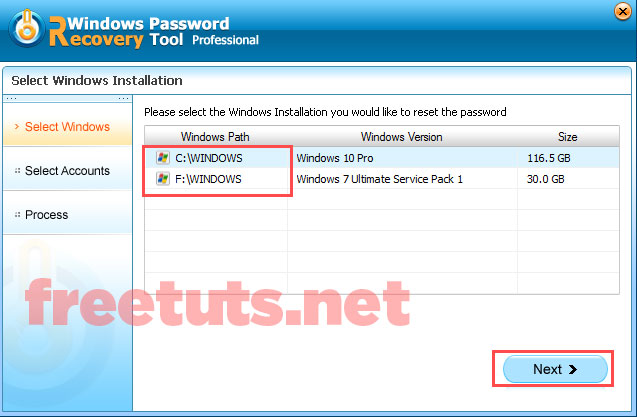 Windows Password
Recovery Tool Professional
Select Windows Installation
Select Windows
Select Accounts
Process
Please select the Windows Installation you would like to reset the password
Windows Path Windows Version Size
C:\WINDOWS Windows 10 Pro 116.5 GB
F:\WINDOWS Windows 7 Ultimate Service Pack 1 30.0 GB
freetuts.net
Next